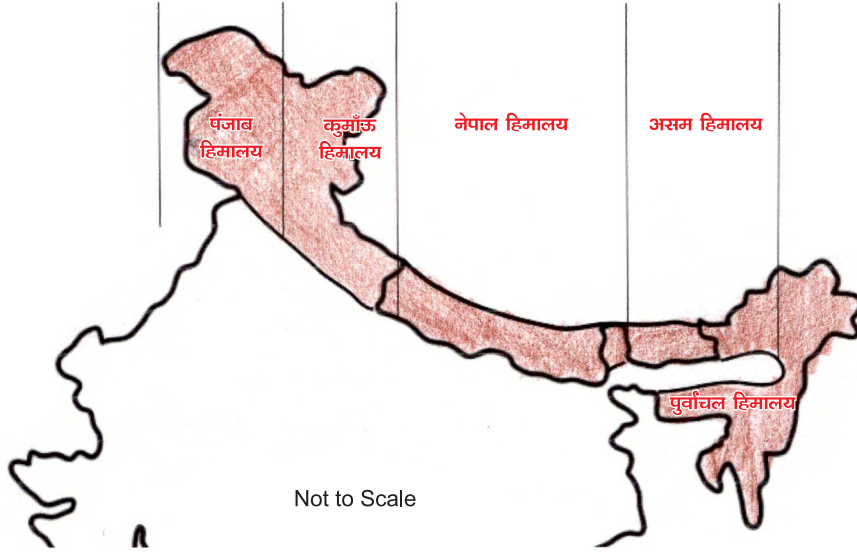 पंजाब
हिमालय
कुमाँऊ
हिमालय
नेपाल हिमालय
असम हिमालय
पुर्वांचल हिमालय
Not to Scale